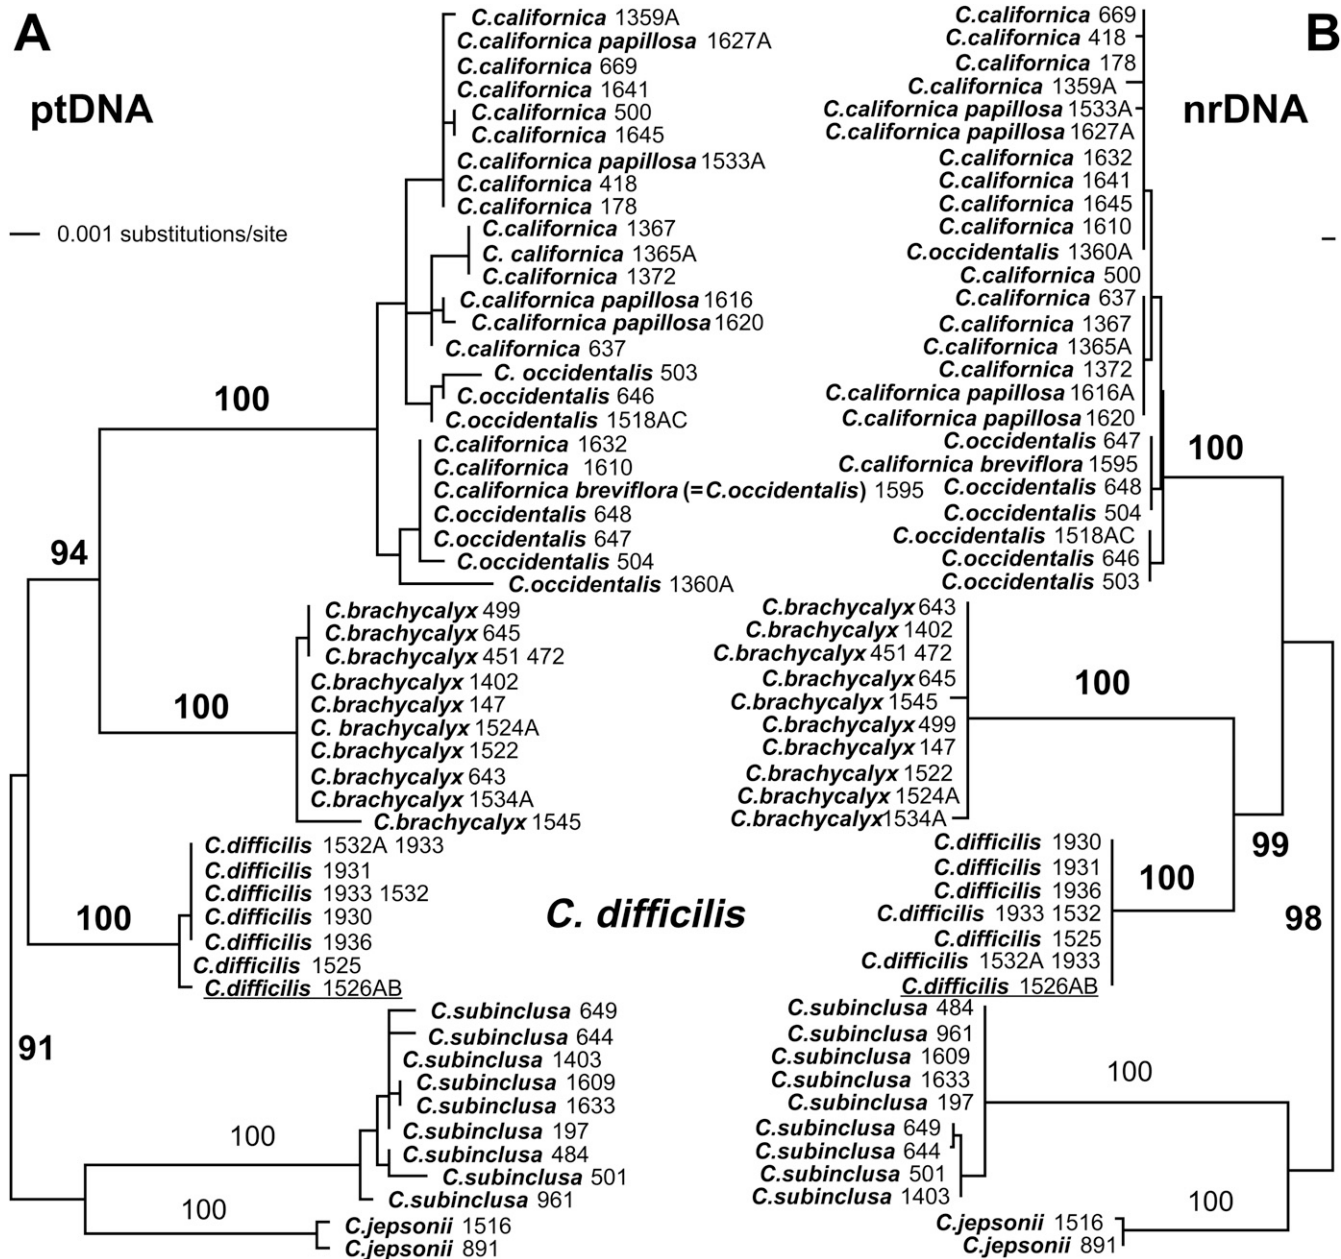 A
ptDNA
0.001 substitutions/site
C.californica 1359A
C.californica papillosa 1627A
C.californica 669
C.californica 1641
C.californica 500
C.californica 1645
C.californica papillosa 1533A
C.californica 418
C.californica 178
C.californica 1367
C. californica 1365A
C.californica 1372
C.californica papillosa 1616
C.californica papillosa 1620
C.californica 637
C. occidentalis 503
C.occidentalis 646
C.occidentalis 1518AC
C.californica 1632
C.californica 1610
C.californica breviflora (=C.occidentalis) 1595
C.occidentalis 648
C.occidentalis 647
C.occidentalis 504
C.occidentalis 1360A
C.brachycalyx 499
C.brachycalyx 645
C.brachycalyx 451 472
C.brachycalyx 1402
C.brachycalyx 147
C. brachycalyx 1524A
C.brachycalyx 1522
C.brachycalyx 643
C.brachycalyx 1534A
C.brachycalyx 1545
C.difficilis 1532A 1933
C.difficilis 1931
C.difficilis 1933 1532
C.difficilis 1930
C.difficilis 1936
C.difficilis 1525
C.difficilis 1526AB
C.subinclusa 649
C.subinclusa 644
C.subinclusa 1403
C.subinclusa 1609
C.subinclusa 1633
C.subinclusa 197
C.subinclusa 484
C.subinclusa 501
C.subinclusa 961
C.jepsonii 1516
C.jepsonii 891
100
94
100
100
91
100
100
C. difficilis
B
nrDNA
C.californica 669
C.californica 418
C.californica 178
C.californica 1359A
C.californica papillosa 1533A
C.californica papillosa 1627A
C.californica 1632
C.californica 1641
C.californica 1645
C.californica 1610
C.occidentalis 1360A
C.californica 500
C.californica 637
C.californica 1367
C.californica 1365A
C.californica 1372
C.californica papillosa 1616A
C.californica papillosa 1620
C.occidentalis 647
C.californica breviflora 1595
C.occidentalis 648
C.occidentalis 504
C.occidentalis 1518AC
C.occidentalis 646
C.occidentalis 503
C.brachycalyx 643
C.brachycalyx 1402
C.brachycalyx 451 472
C.brachycalyx 645
C.brachycalyx 1545
C.brachycalyx 499
C.brachycalyx 147
C.brachycalyx 1522
C.brachycalyx 1524A
C.brachycalyx1534A
C.difficilis 1930
C.difficilis 1931
C.difficilis 1936
C.difficilis 1933 1532
C.difficilis 1525
C.difficilis 1532A 1933
C.difficilis 1526AB
C.subinclusa 484
C.subinclusa 961
C.subinclusa 1609
C.subinclusa 1633
C.subinclusa 197
C.subinclusa 649
C.subinclusa 644
C.subinclusa 501
C.subinclusa 1403
C.jepsonii 1516
C.jepsonii 891
100
100
99
100
98
100
100